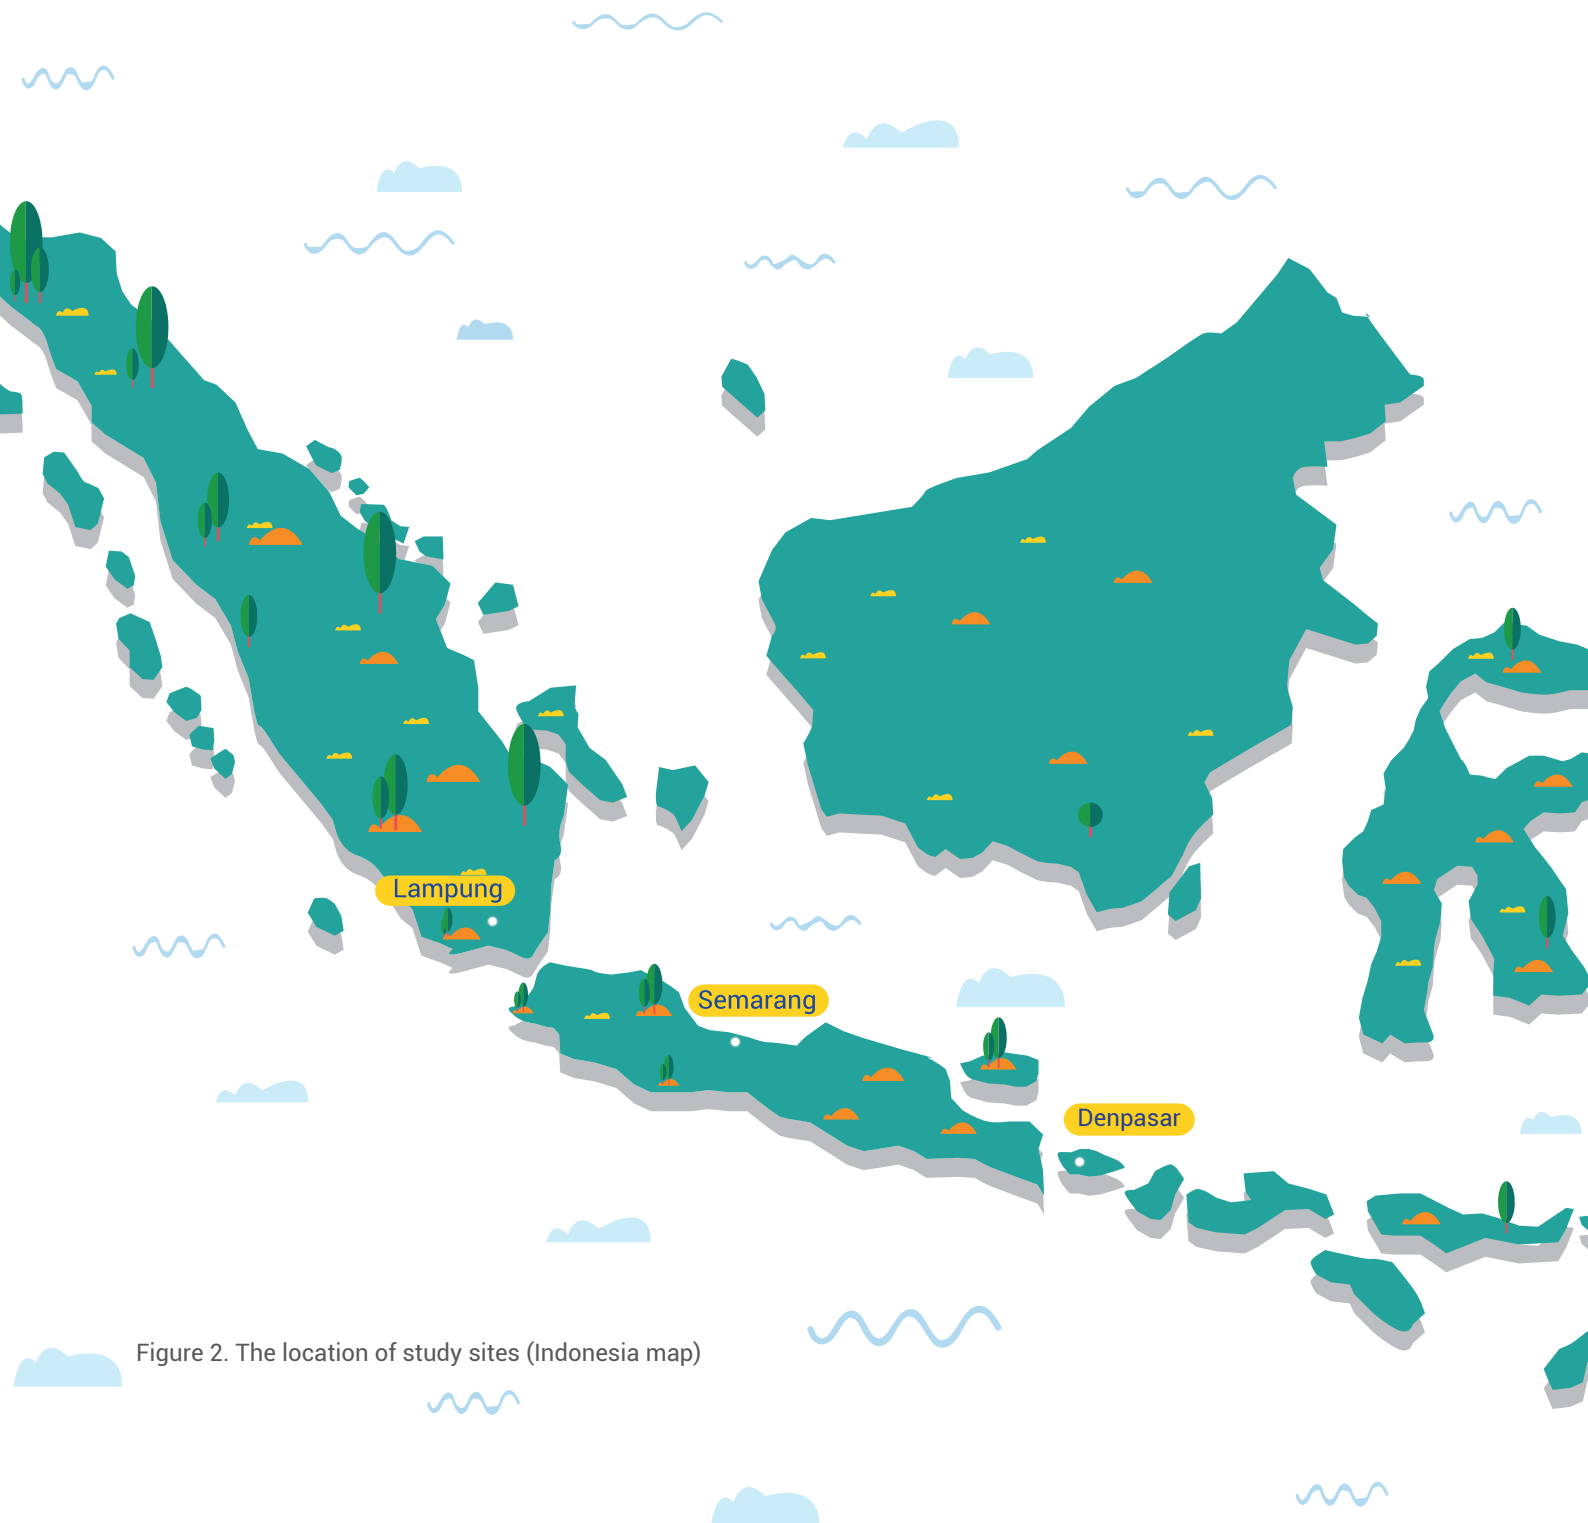 Lampung
Semarang
Denpasar
Figure 2. The location of study sites (Indonesia map)